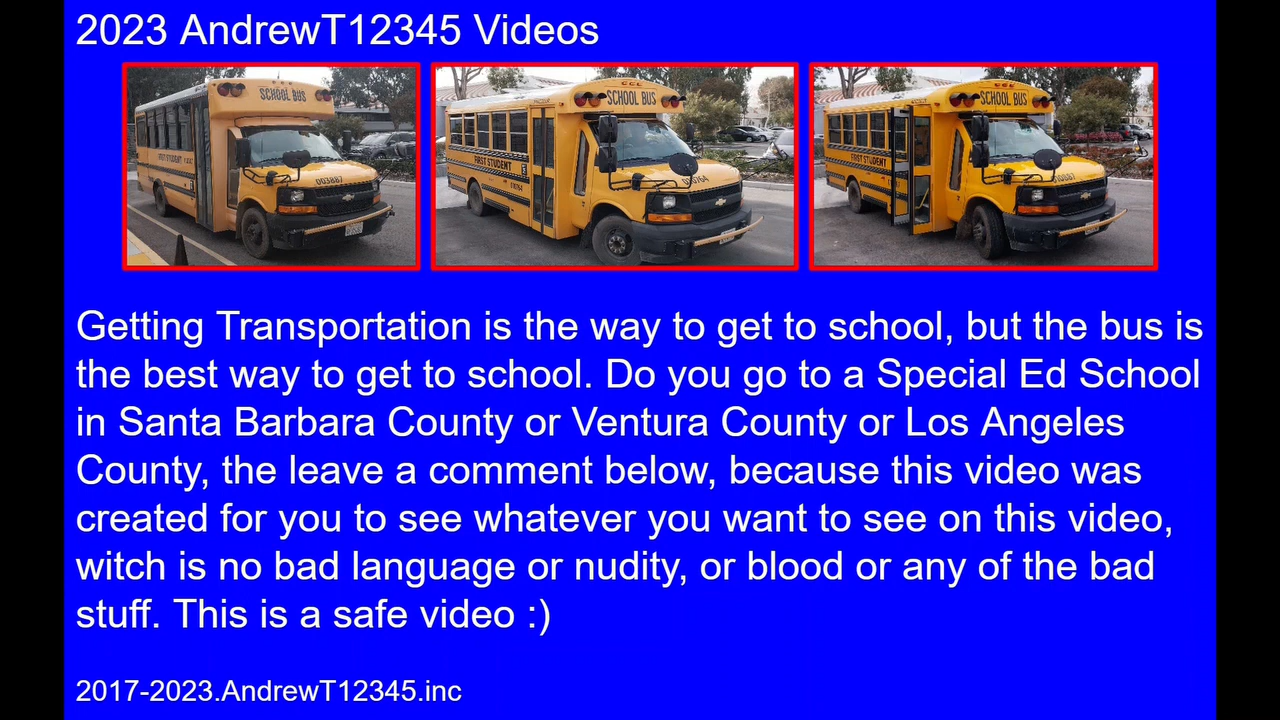 2023 AndrewT12345 Videos
SCHOOL BUS
FIRST STUDENT
003887
SCHOOL BUS
FIRST STUDENT
SCHOOL BUS
FIRST STUDENT
Getting Transportation is the way to get to school, but the bus is
the best way to get to school. Do you go to a Special Ed School
in Santa Barbara County or Ventura County or Los Angeles
County, the leave a comment below, because this video was
created for you to see whatever you want to see on this video,
witch is no bad language or nudity, or blood or any of the bad
stuff. This is a safe video :)
2017-2023.AndrewT12345.inc